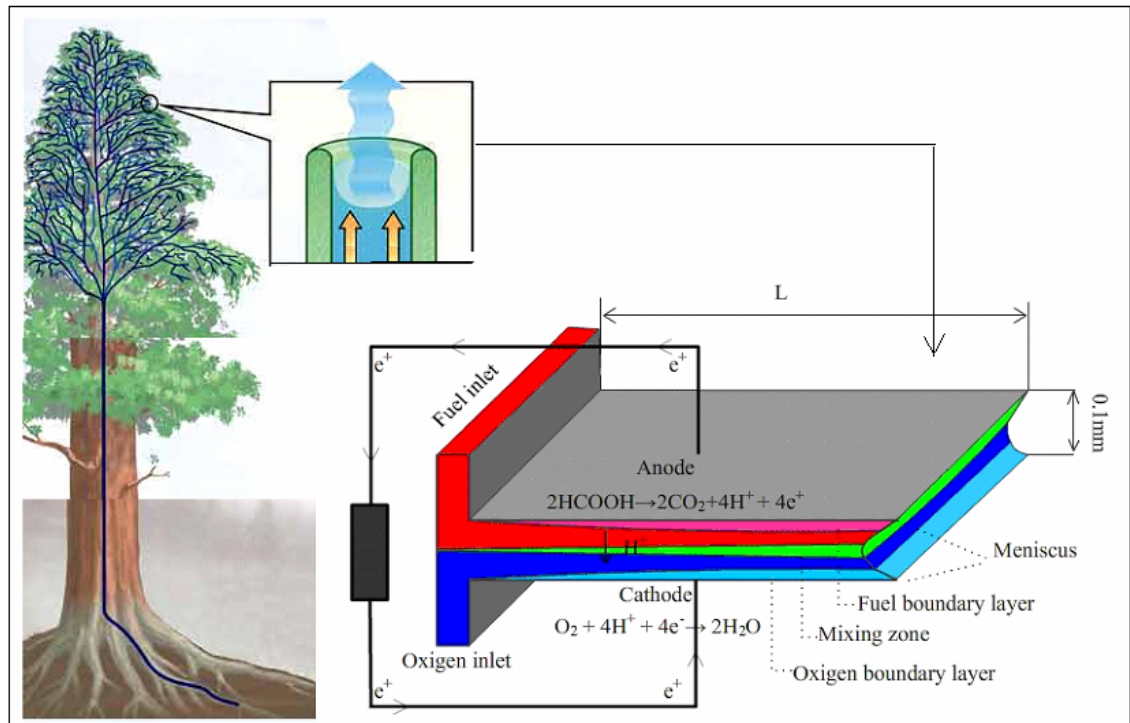 L
e⁺
e⁺
Fuel inlet
0.1mm
Anode
2HCOOH→2CO₂+4H⁺ + 4e⁺
H⁺
Meniscus
Cathode
Fuel boundary layer
O₂ + 4H⁺ + 4e⁻→ 2H₂O
Mixing zone
Oxigen inlet
Oxigen boundary layer
e⁺
e⁺